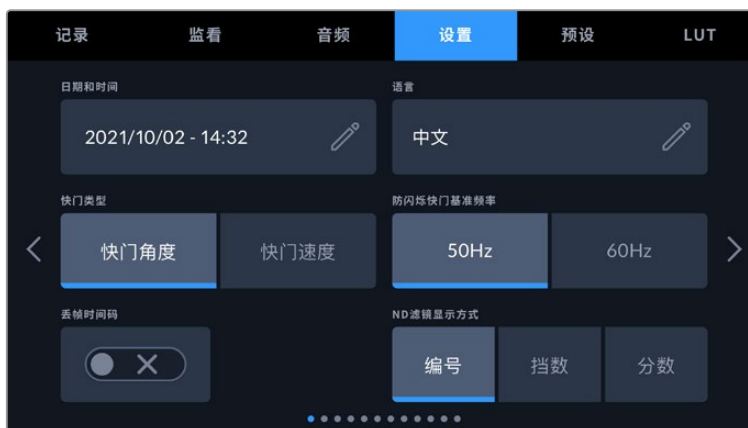 记录 监看 音频 设置 预设 LUT
日期和时间 语言
2021/10/02 - 14:32 中文
快门类型 防闪烁快门基准频率
快门角度 快门速度 50Hz 60Hz
丢帧时间码 ND滤镜显示方式
编号 挡数 分数